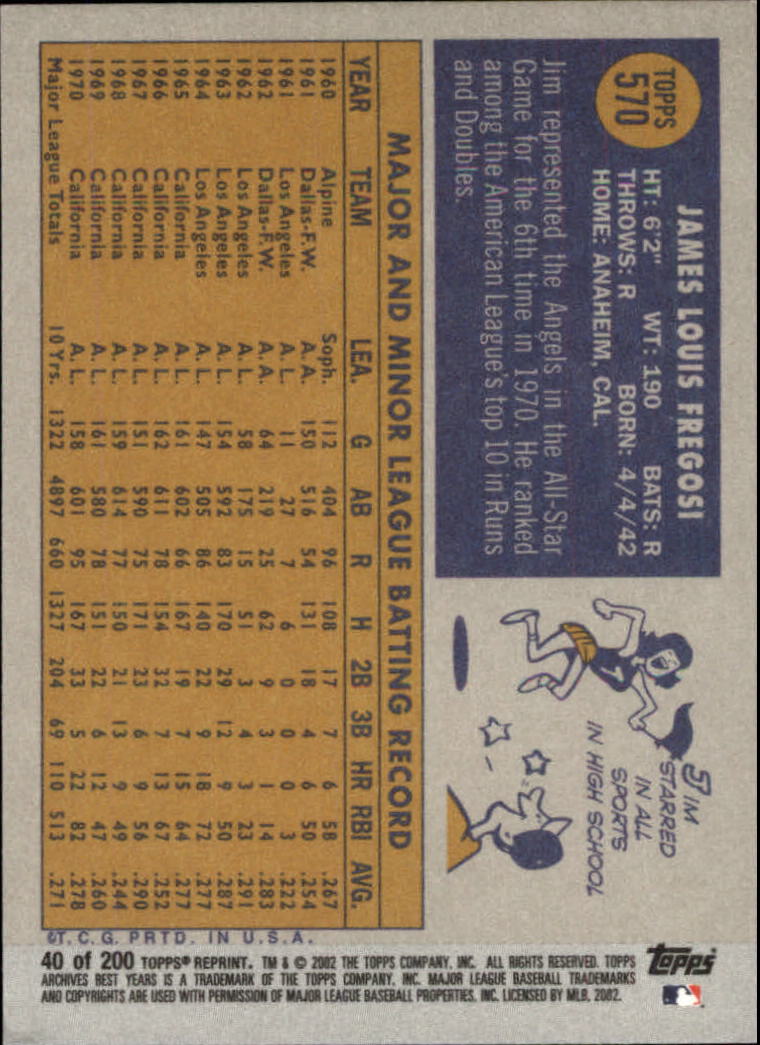 TOPPS
570
JAMES LOUIS FREGOSI
HT: 6'2" WT: 190 BATS: R
THROWS: R BORN: 4/4/42
HOME: ANAHEIM, CAL.
Jim represented the Angels in the All-Star
Game for the 6th time in 1970. He ranked
among the American League's top 10 in Runs
and Doubles.
JIM
STARRED
IN ALL
SPORTS
IN HIGH SCHOOL
MAJOR AND MINOR LEAGUE BATTING RECORD
YEAR TEAM LEA. G AB R H 2B 3B HR RBI AVG.
1960 Alpine Soph. 112 404 96 108 17 7 6 58 .267
1961 Dallas-F.W. A.A. 150 516 54 131 18 4 6 50 .254
1961 Los Angeles A.L. 11 27 7 6 0 0 0 3 .222
1962 Dallas-F.W. A.A. 64 219 25 62 9 3 1 14 .283
1962 Los Angeles A.L. 58 175 15 51 3 4 3 23 .291
1963 Los Angeles A.L. 154 592 83 170 29 12 9 50 .287
1964 Los Angeles A.L. 147 505 86 140 22 9 18 72 .277
1965 California A.L. 161 602 66 167 19 7 15 64 .277
1966 California A.L. 162 611 78 154 32 7 13 67 .252
1967 California A.L. 151 590 75 171 23 6 9 56 .290
1968 California A.L. 159 614 77 150 21 13 9 49 .244
1969 California A.L. 161 580 78 151 22 6 12 47 .260
1970 California A.L. 158 601 95 167 33 5 22 82 .278
Major League Totals 10 Yrs. 1322 4897 660 1327 204 69 110 513 .271
©T.C.G. PRTD. IN U.S.A.
40 of 200 TOPPS® REPRINT. TM & © 2002 THE TOPPS COMPANY, INC. ALL RIGHTS RESERVED. TOPPS
ARCHIVES BEST YEARS IS A TRADEMARK OF THE TOPPS COMPANY, INC. MAJOR LEAGUE BASEBALL TRADEMARKS
AND COPYRIGHTS ARE USED WITH PERMISSION OF MAJOR LEAGUE BASEBALL PROPERTIES, INC. LICENSED BY MLB, 2002.
topps